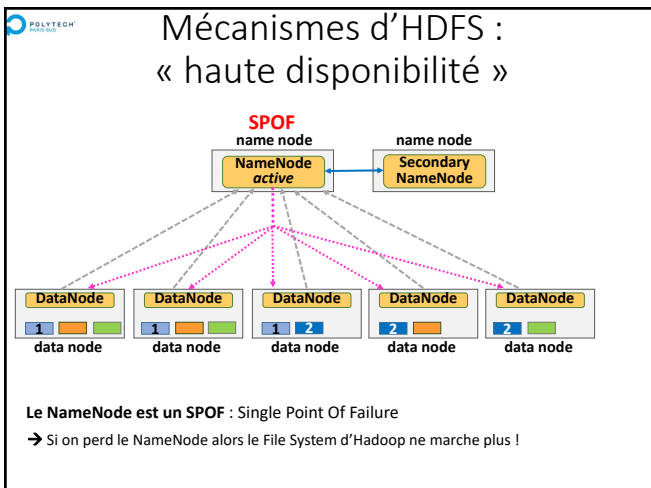 POLYTECH'
PARIS-SUD
Mécanismes d'HDFS :
« haute disponibilité »
SPOF
name node
name node
NameNode
active
Secondary
NameNode
DataNode
DataNode
DataNode
DataNode
DataNode
1
1
1
2
2
2
data node
data node
data node
data node
data node
Le NameNode est un SPOF : Single Point Of Failure
➔ Si on perd le NameNode alors le File System d'Hadoop ne marche plus !